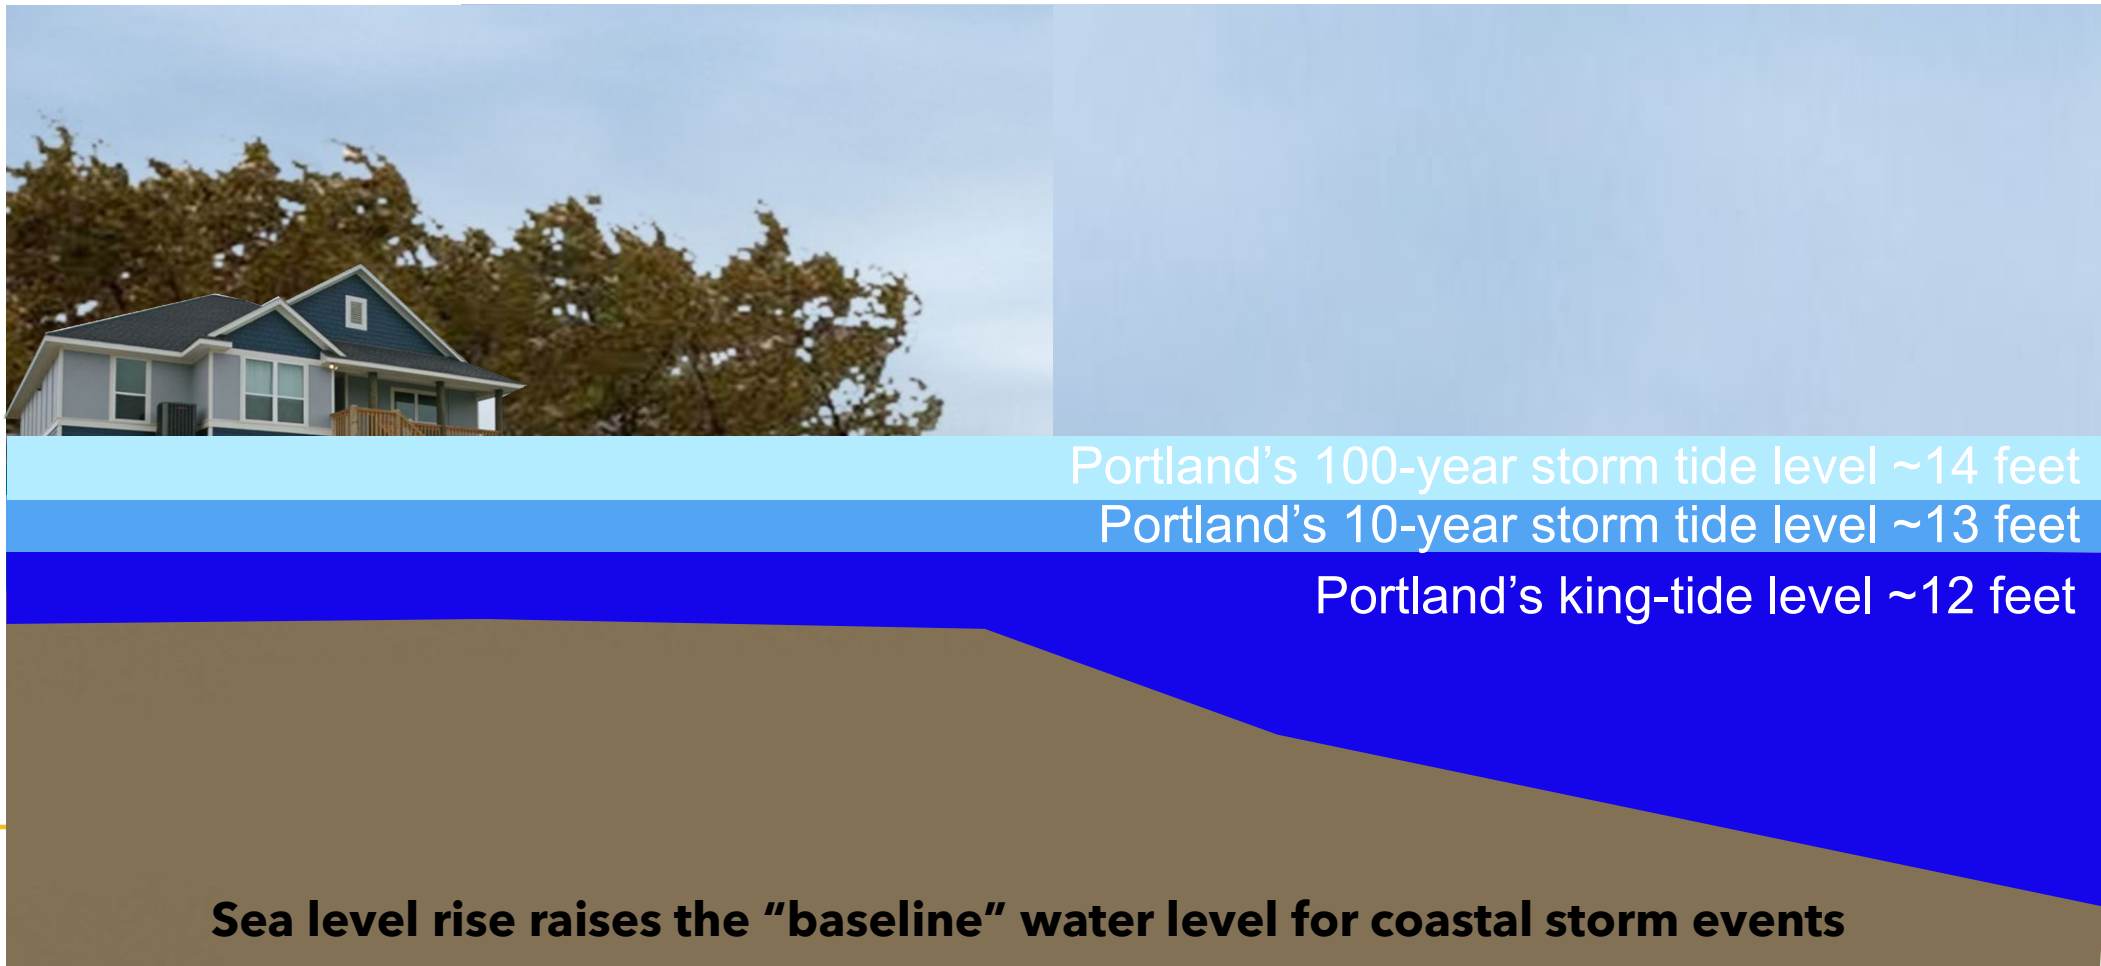 Portland’s 100-year storm tide level ~14 feet
Portland’s 10-year storm tide level ~13 feet
Portland’s king-tide level ~12 feet
Sea level rise raises the “baseline” water level for coastal storm events